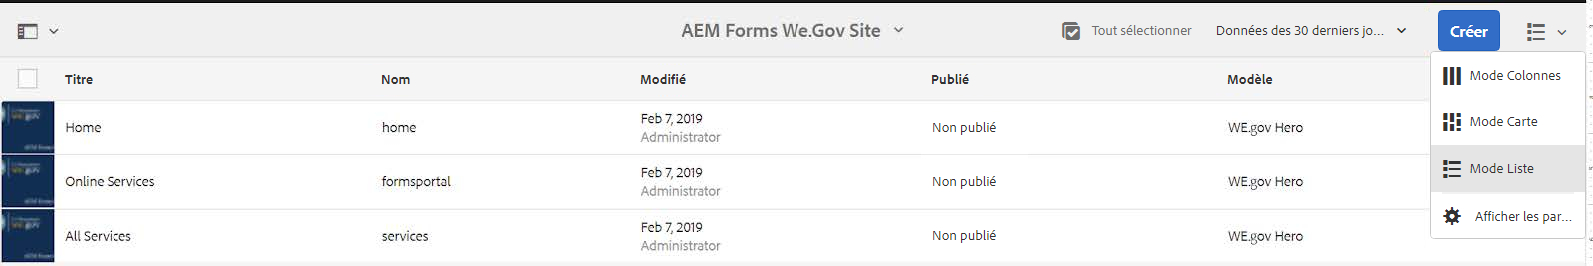 AEM Forms We.Gov Site
Tout sélectionner
Données des 30 derniers jo...
Créer
Titre Nom Modifié Publié Modèle
Mode Colonnes
Mode Carte
Mode Liste
Afficher les par...
Home home Feb 7, 2019 Non publié WE.gov Hero
Administrator
Online Services formsportal Feb 7, 2019 Non publié WE.gov Hero
Administrator
All Services services Feb 7, 2019 Non publié WE.gov Hero
Administrator